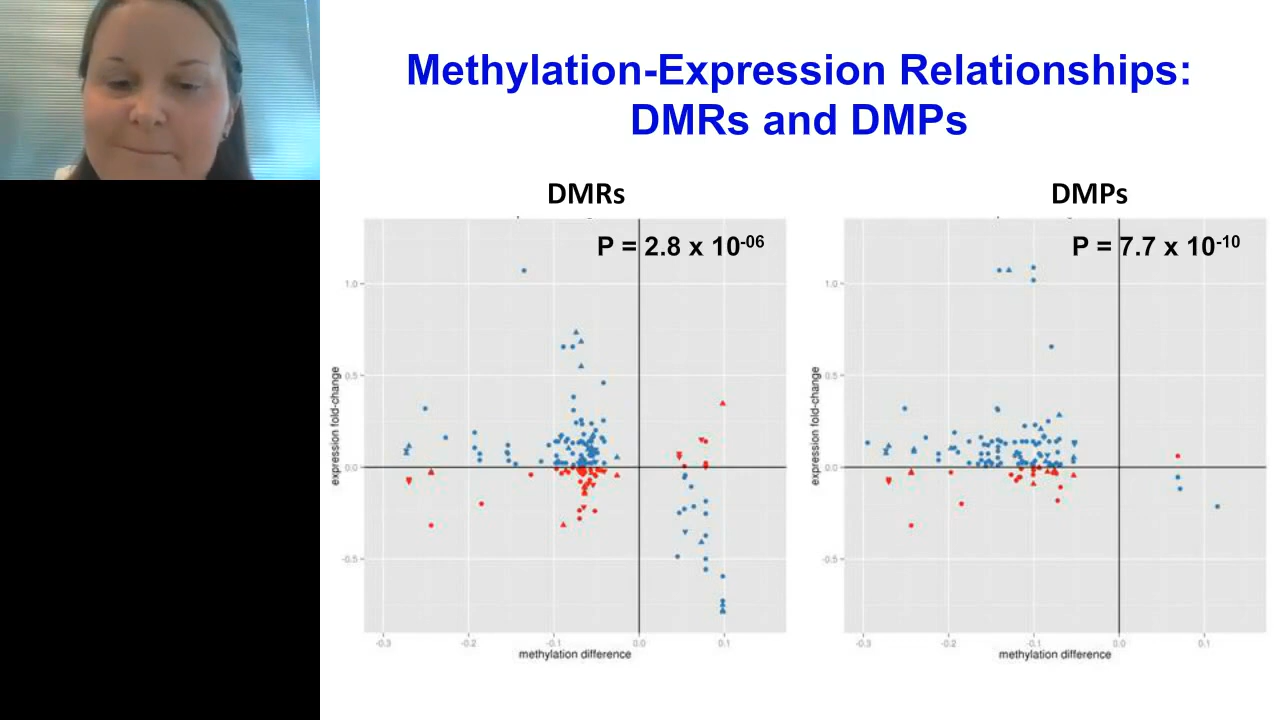 Methylation-Expression Relationships:
DMRs and DMPs
DMRs
P = 2.8 x 10-06
expression fold-change
1.0
0.5
0.0
-0.5
-0.3
-0.2
-0.1
0.0
0.1
methylation difference
DMPs
P = 7.7 x 10-10
expression fold-change
1.0
0.5
0.0
-0.5
-0.3
-0.2
-0.1
0.0
0.1
methylation difference